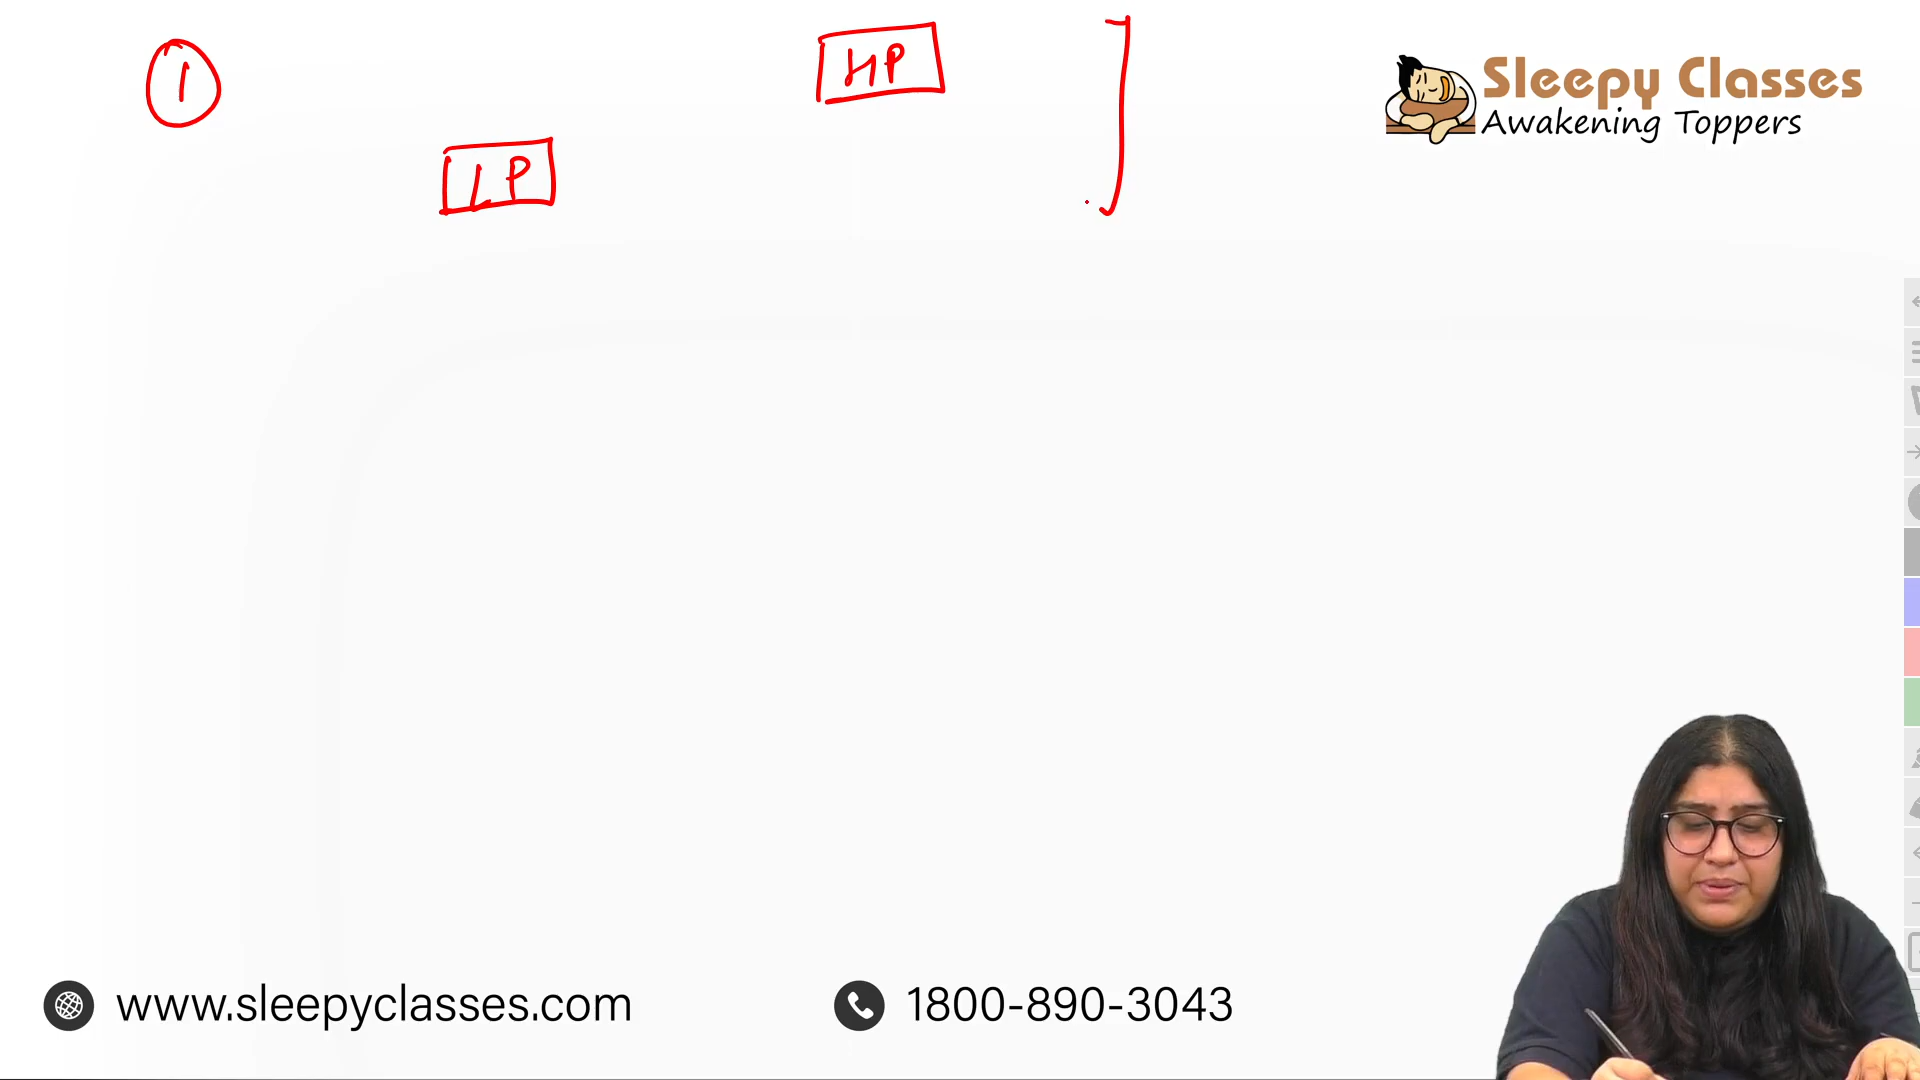 1
HP
LP
Sleepy Classes
Awakening Toppers
www.sleepyclasses.com
1800-890-3043